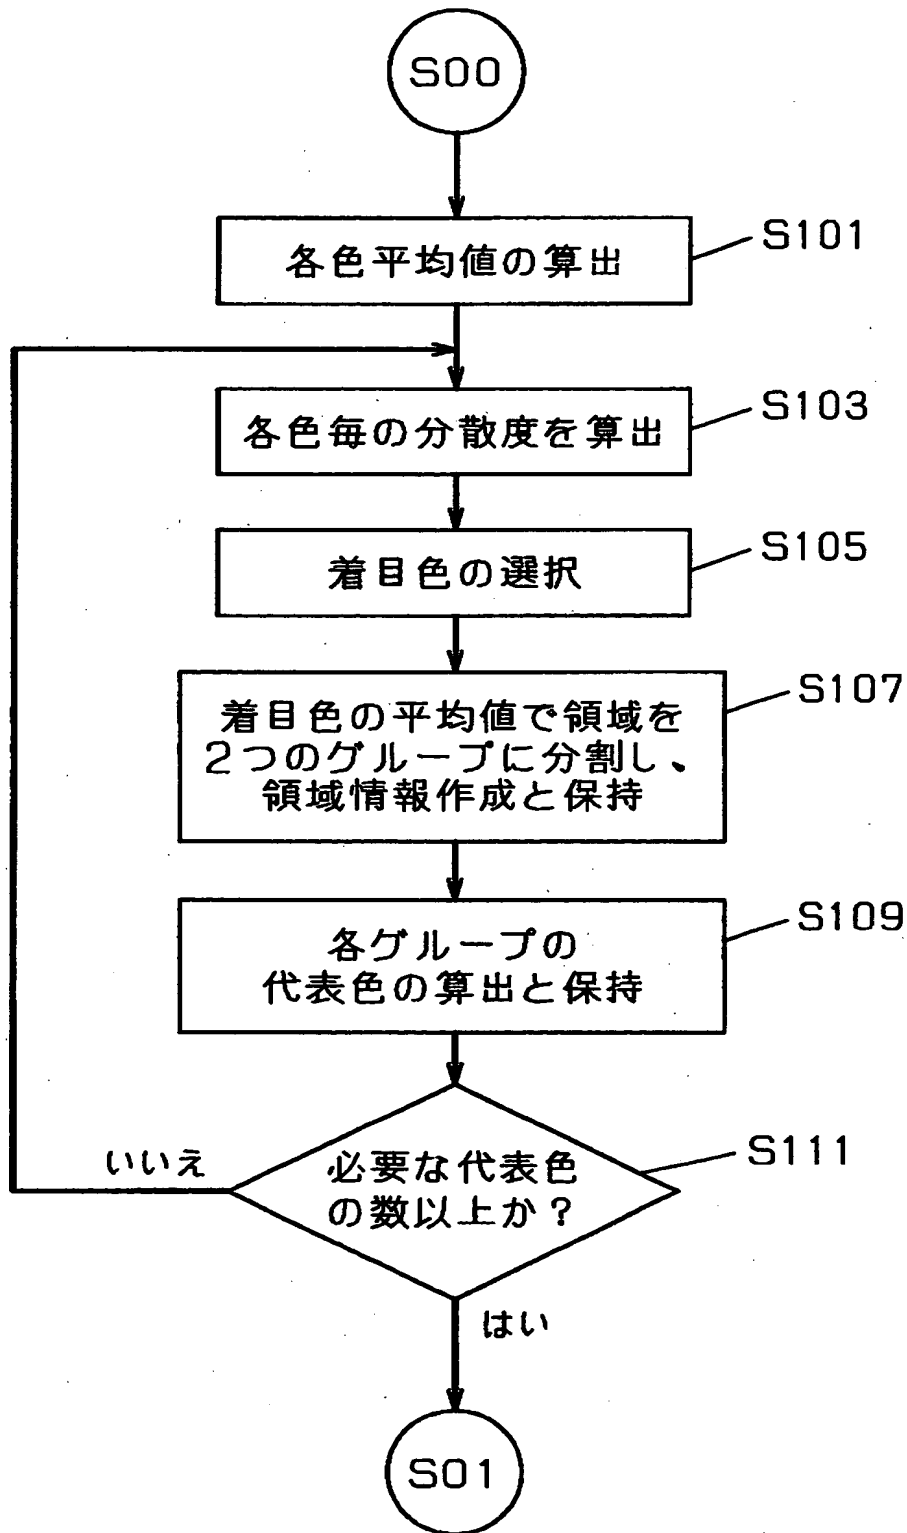 S00
各色平均値の算出
S101
各色毎の分散度を算出
S103
着目色の選択
S105
着目色の平均値で領域を
2つのグループに分割し、
領域情報作成と保持
S107
各グループの
代表色の算出と保持
S109
必要な代表色
の数以上か？
S111
いいえ
はい
S01